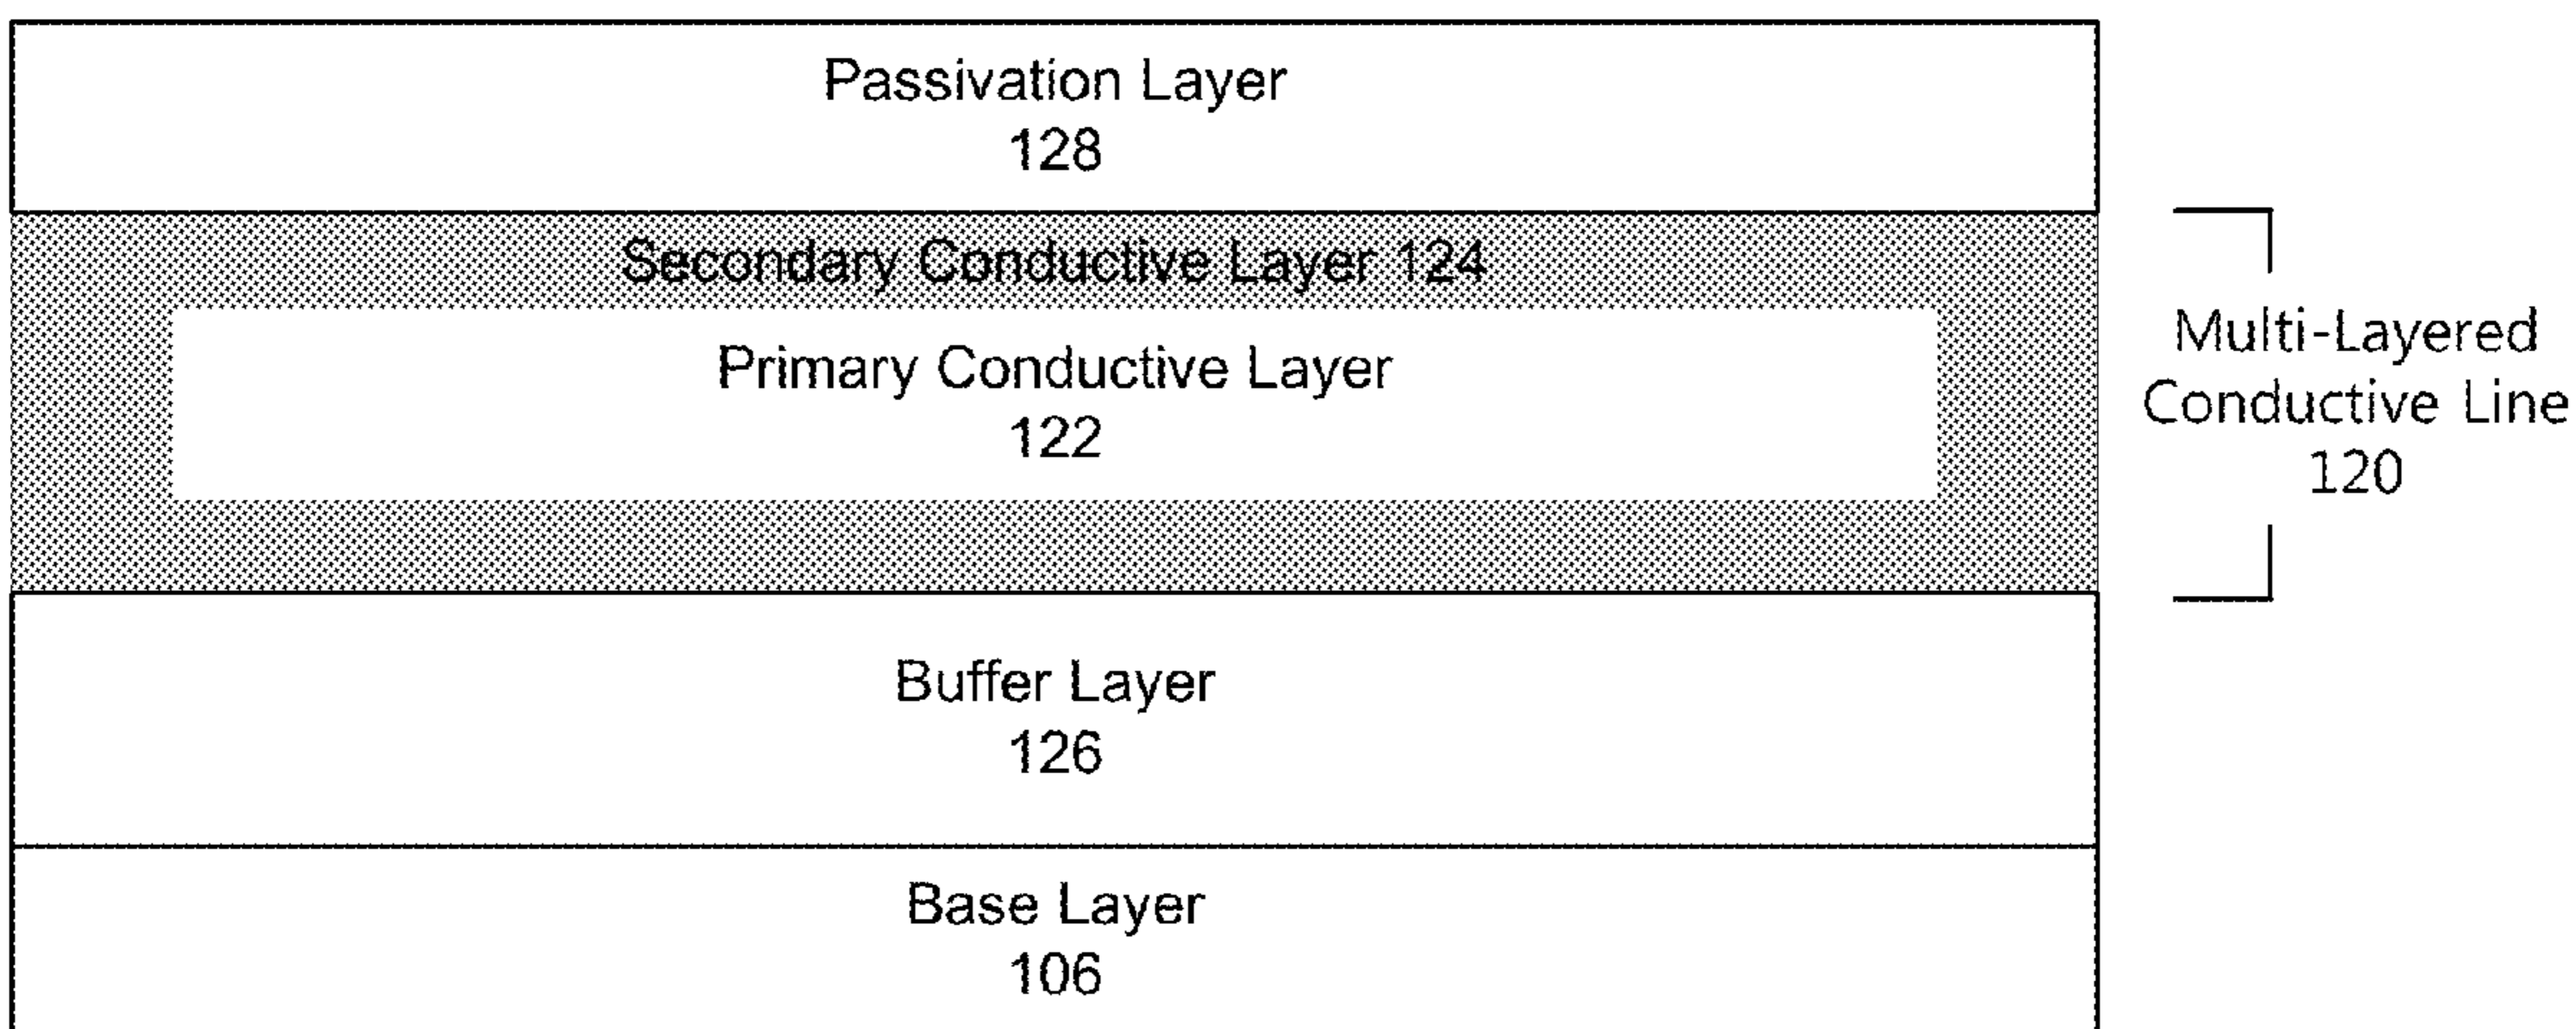 Passivation Layer
128
Secondary Conductive Layer 124
Primary Conductive Layer
122
Multi-Layered
Conductive Line
120
Buffer Layer
126
Base Layer
106